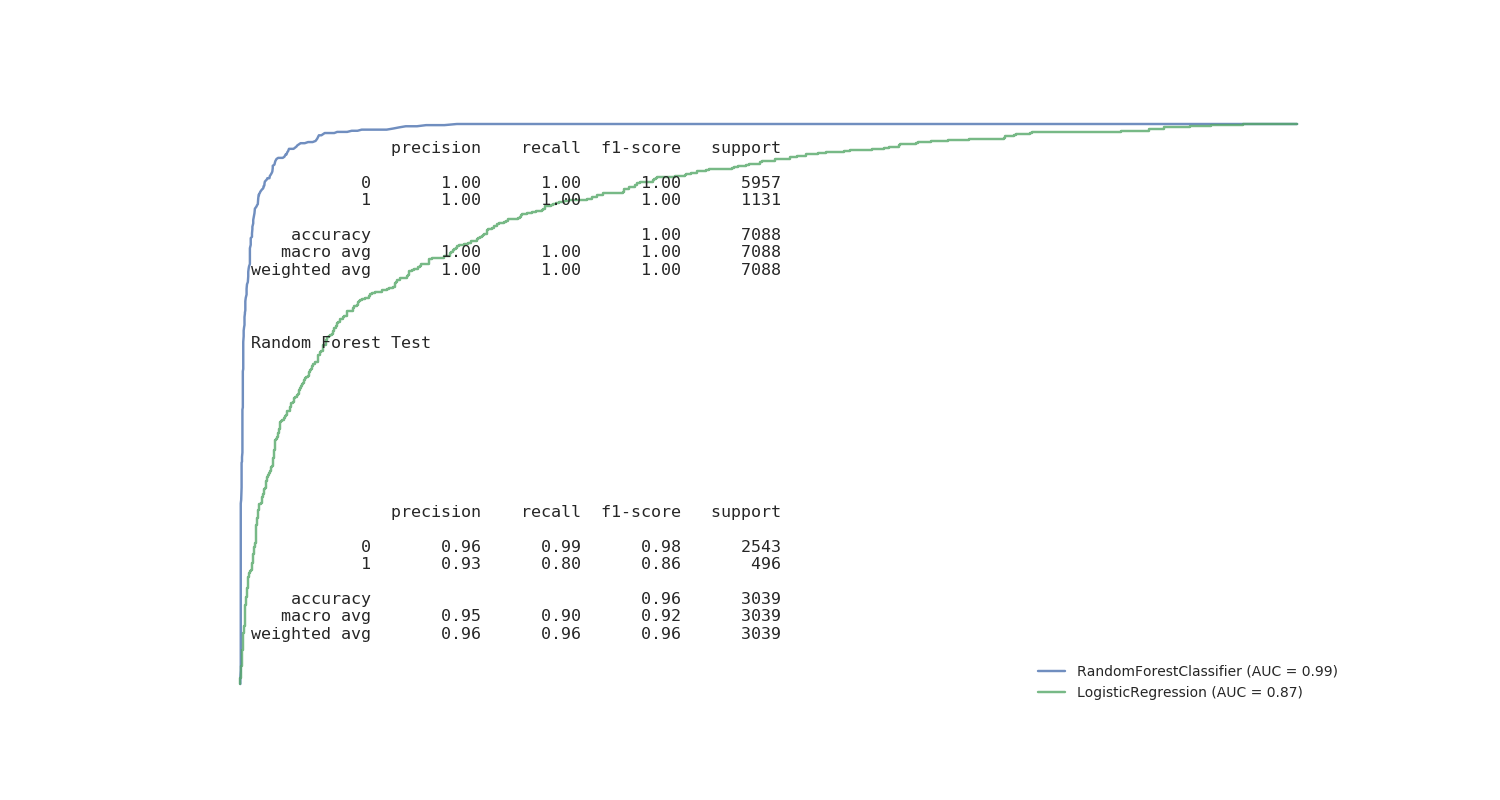 precision recall f1-score support
0 1.00 1.00 1.00 5957
1 1.00 1.00 1.00 1131
accuracy 1.00 7088
macro avg 1.00 1.00 1.00 7088
weighted avg 1.00 1.00 1.00 7088
Random Forest Test
precision recall f1-score support
0 0.96 0.99 0.98 2543
1 0.93 0.80 0.86 496
accuracy 0.96 3039
macro avg 0.95 0.90 0.92 3039
weighted avg 0.96 0.96 0.96 3039
RandomForestClassifier (AUC = 0.99)
LogisticRegression (AUC = 0.87)